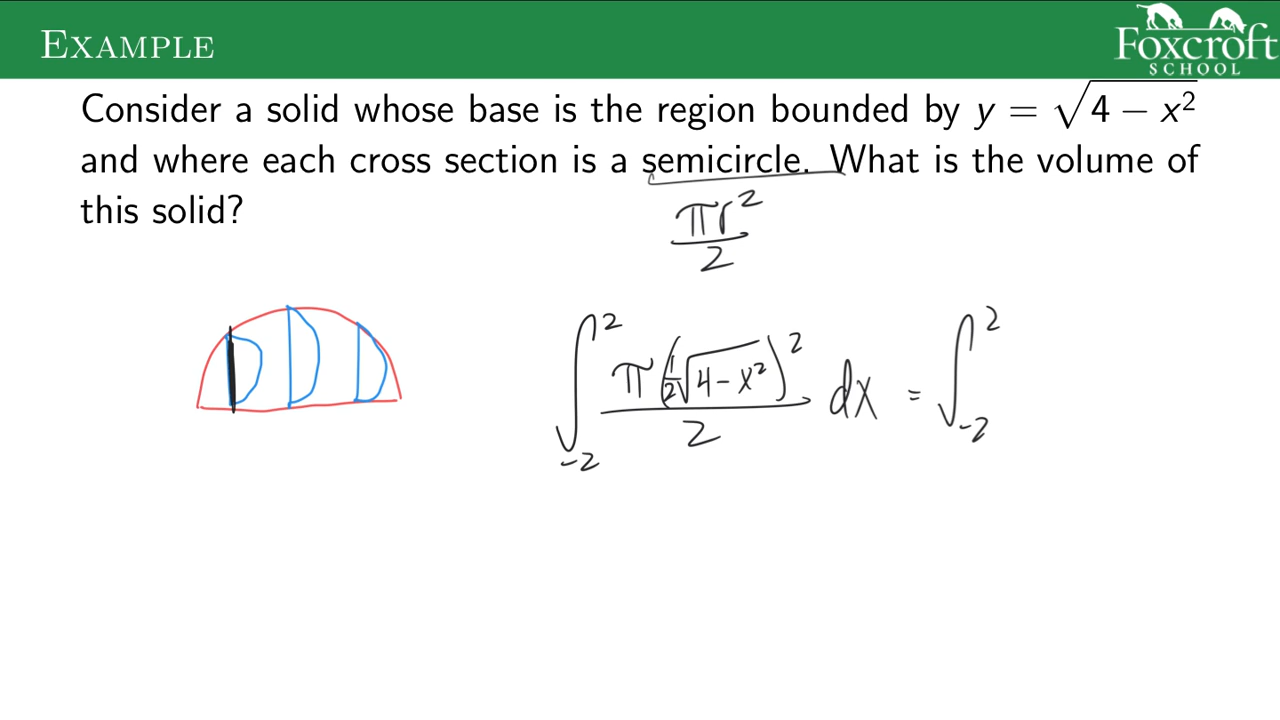 EXAMPLE
Foxcroft
SCHOOL
Consider a solid whose base is the region bounded by y = √(4 − x²)
and where each cross section is a semicircle. What is the volume of
this solid?
πr²/2
∫_{-2}^{2} π(½√(4−x²))²/2 dx = ∫_{-2}^{2}